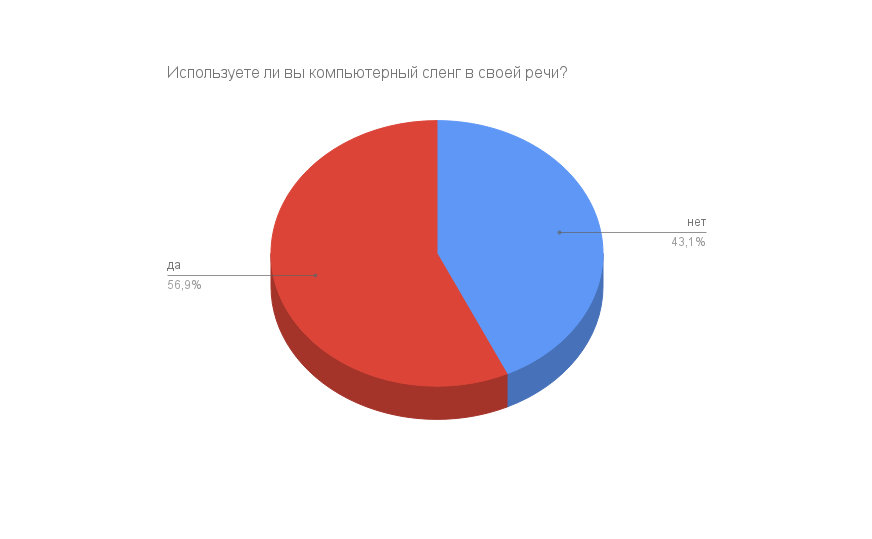 Используете ли вы компьютерный сленг в своей речи?
нет
43,1%
да
56,9%